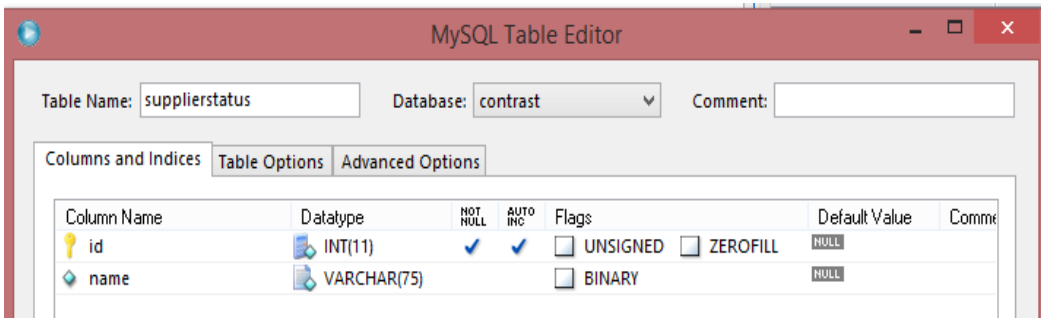 MySQL Table Editor
Table Name: supplierstatus Database: contrast Comment:
Columns and Indices Table Options Advanced Options
Column Name Datatype NOT NULL AUTO INC Flags Default Value Comme
id INT(11) UNSIGNED ZEROFILL NULL
name VARCHAR(75) BINARY NULL